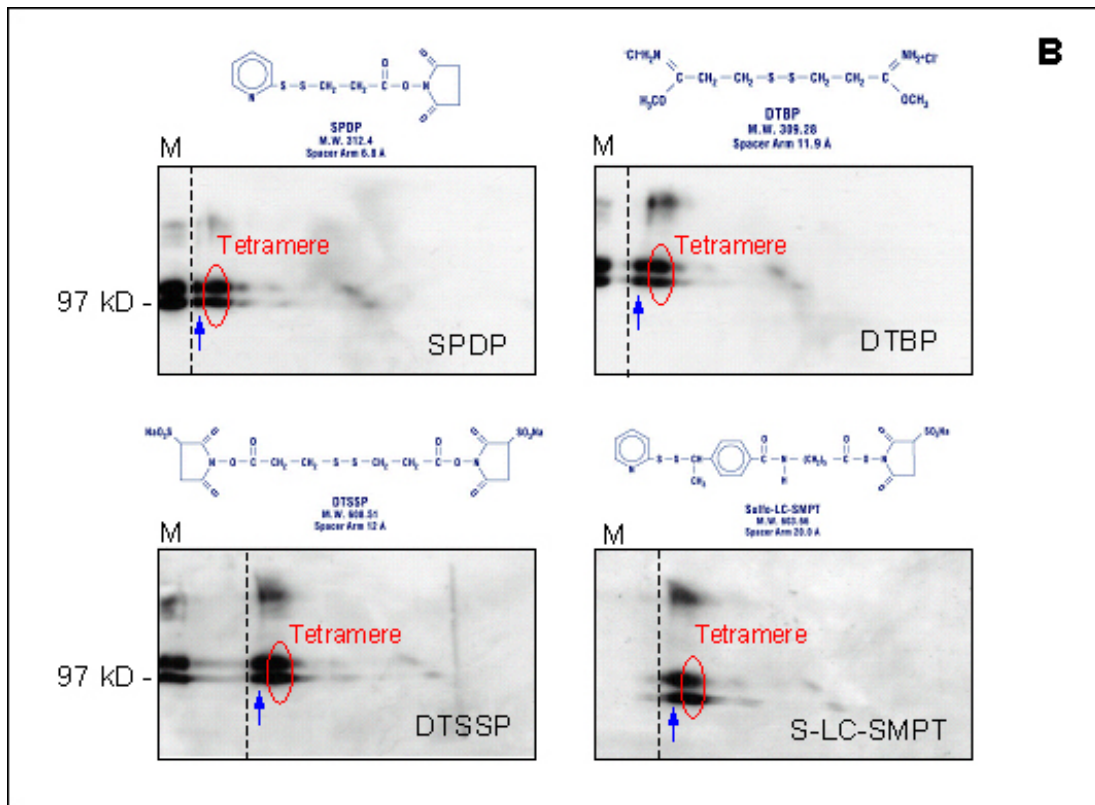 B
SPDP
M.W. 312.4
Spacer Arm 6.8 A
DTBP
M.W. 309.28
Spacer Arm 11.9 A
M
M
Tetramere
Tetramere
97 kD -
SPDP
DTBP
DTSSP
M.W. 608.51
Spacer Arm 12 A
Sulfo-LC-SMPT
M.W. 603.66
Spacer Arm 20.0 A
M
M
Tetramere
Tetramere
97 kD -
DTSSP
S-LC-SMPT